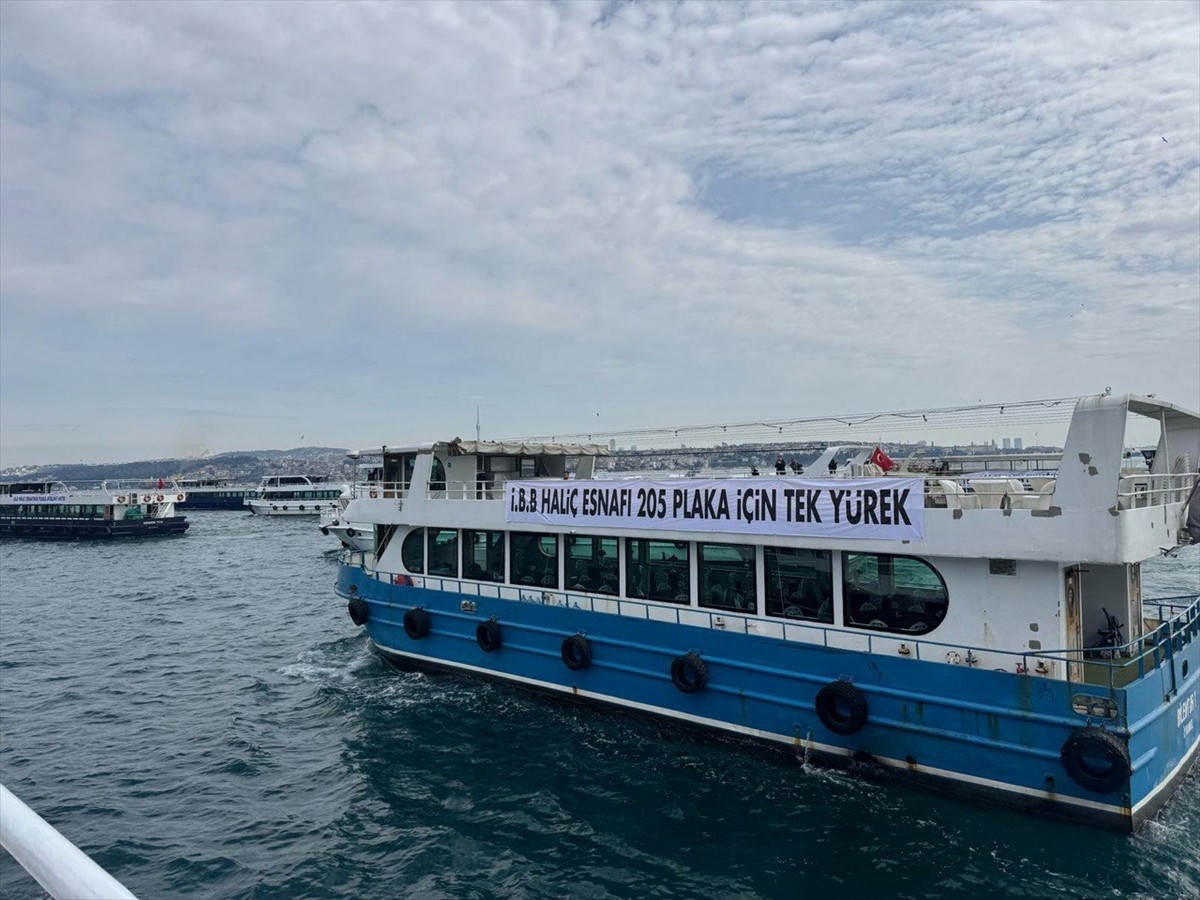 İ.B.B HALİÇ ESNAFI 205 PLAKA İÇİN TEK YÜREK